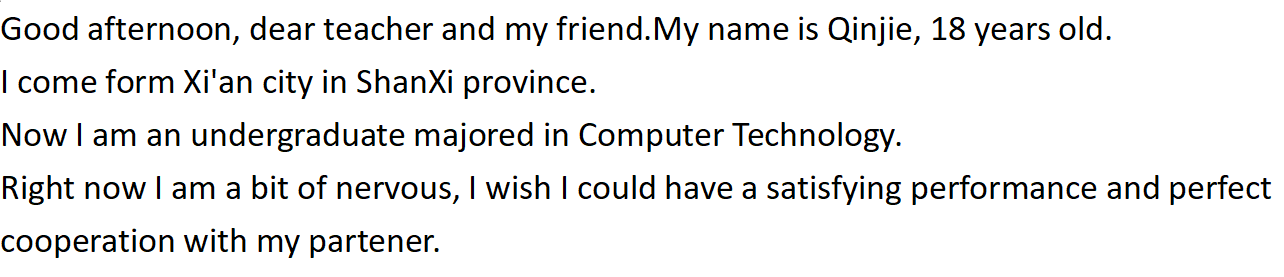 Good afternoon, dear teacher and my friend.My name is Qinjie, 18 years old.
I come form Xi'an city in ShanXi province.
Now I am an undergraduate majored in Computer Technology.
Right now I am a bit of nervous, I wish I could have a satisfying performance and perfect
cooperation with my partener.